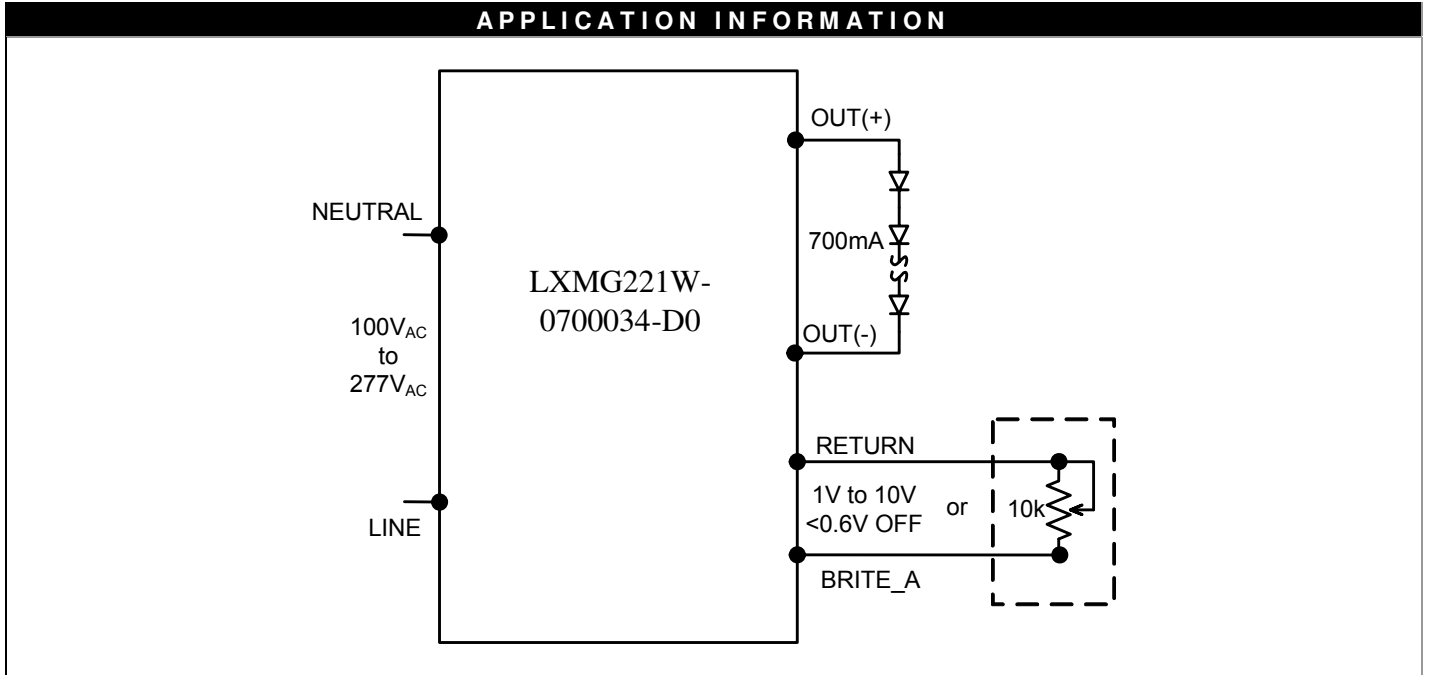 APPLICATION INFORMATION
OUT(+)
NEUTRAL
700mA
LXMG221W-
0700034-D0
100VAC
to
277VAC
OUT(-)
RETURN
1V to 10V
<0.6V OFF
or
10k
LINE
BRITE_A